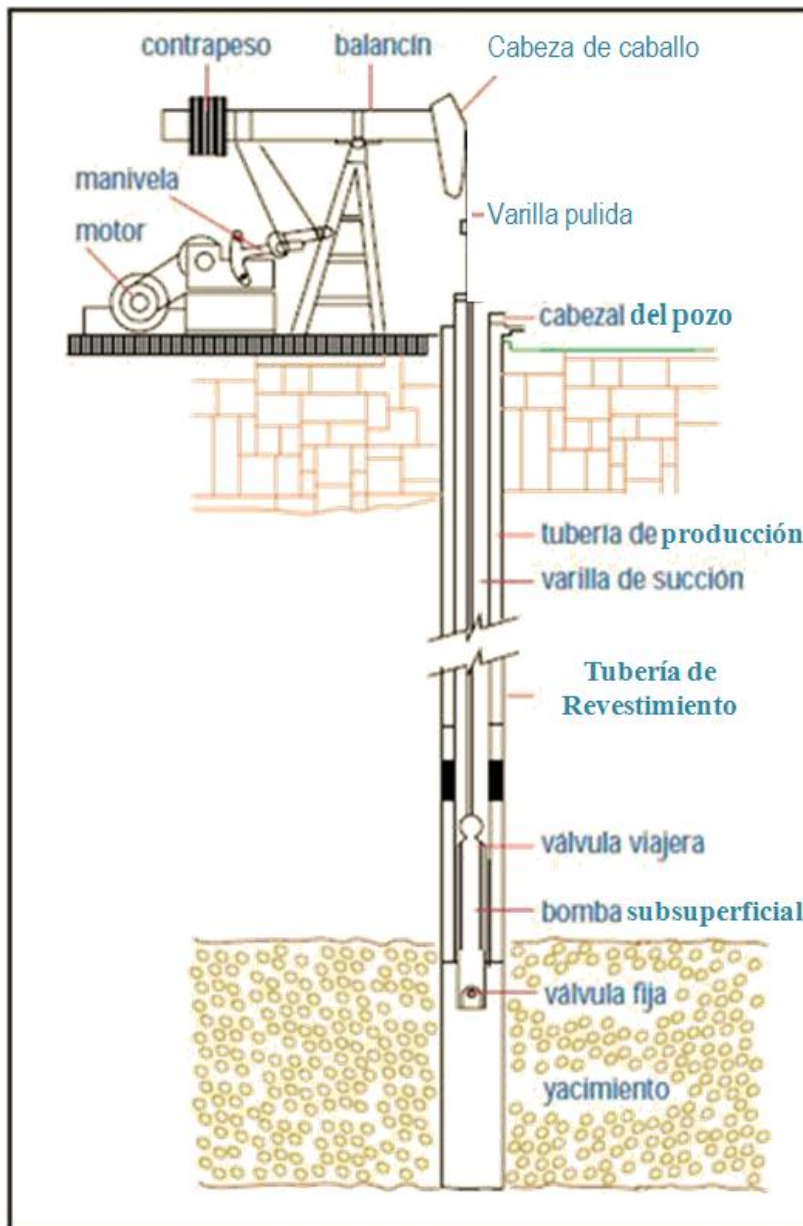 contrapeso balancín Cabeza de caballo
manivela
motor
Varilla pulida
cabezal del pozo
tubería de producción
varilla de succión
Tubería de
Revestimiento
válvula viajera
bomba subsuperficial
válvula fija
yacimiento